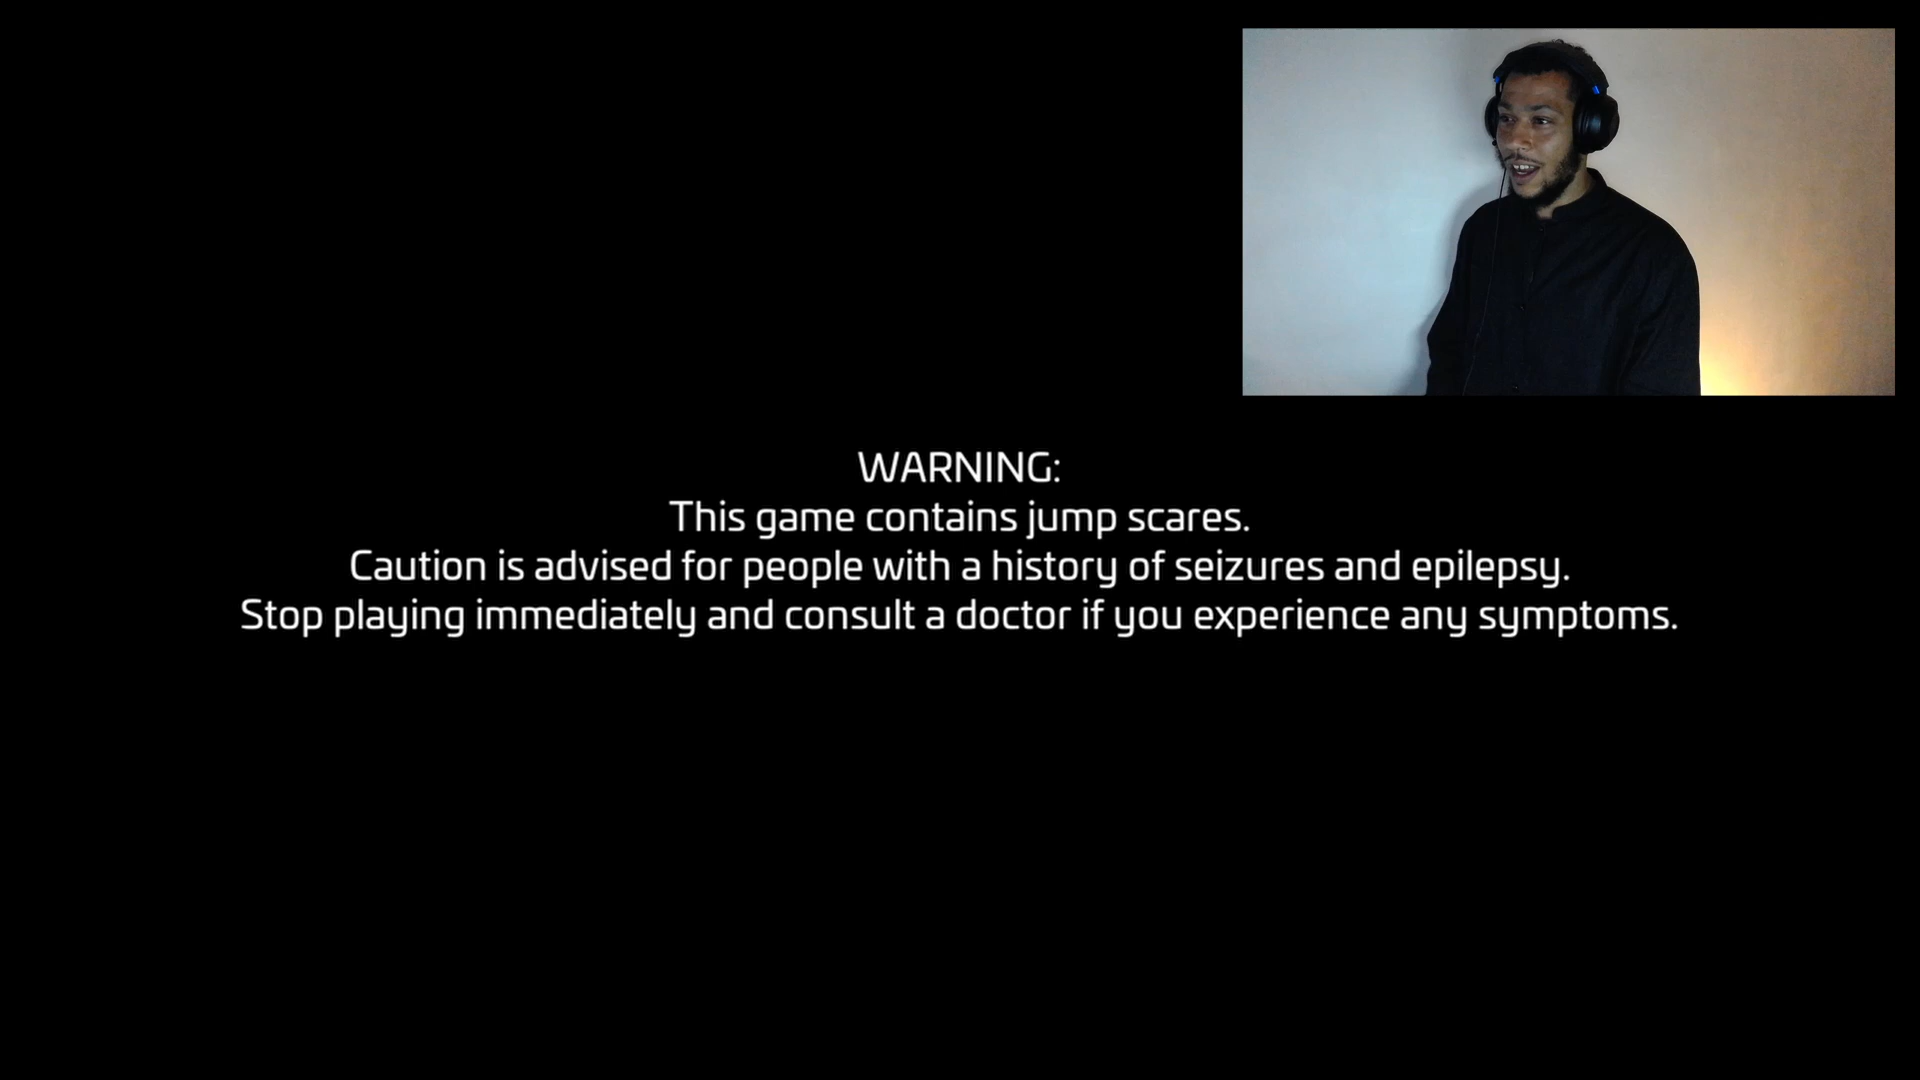 WARNING:
This game contains jump scares.
Caution is advised for people with a history of seizures and epilepsy.
Stop playing immediately and consult a doctor if you experience any symptoms.